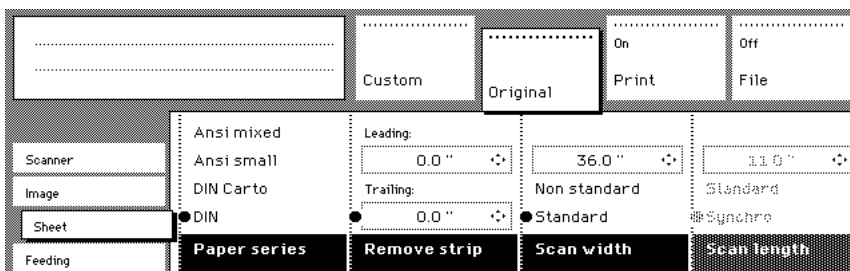 Custom
Original
On
Print
Off
File
Scanner
Image
Sheet
Feeding
Ansi mixed
Ansi small
DIN Carto
DIN
Paper series
Leading:
0.0 "
Trailing:
0.0 "
Remove strip
36.0 "
Non standard
Standard
Scan width
11.0 "
Standard
Synchro
Scan length